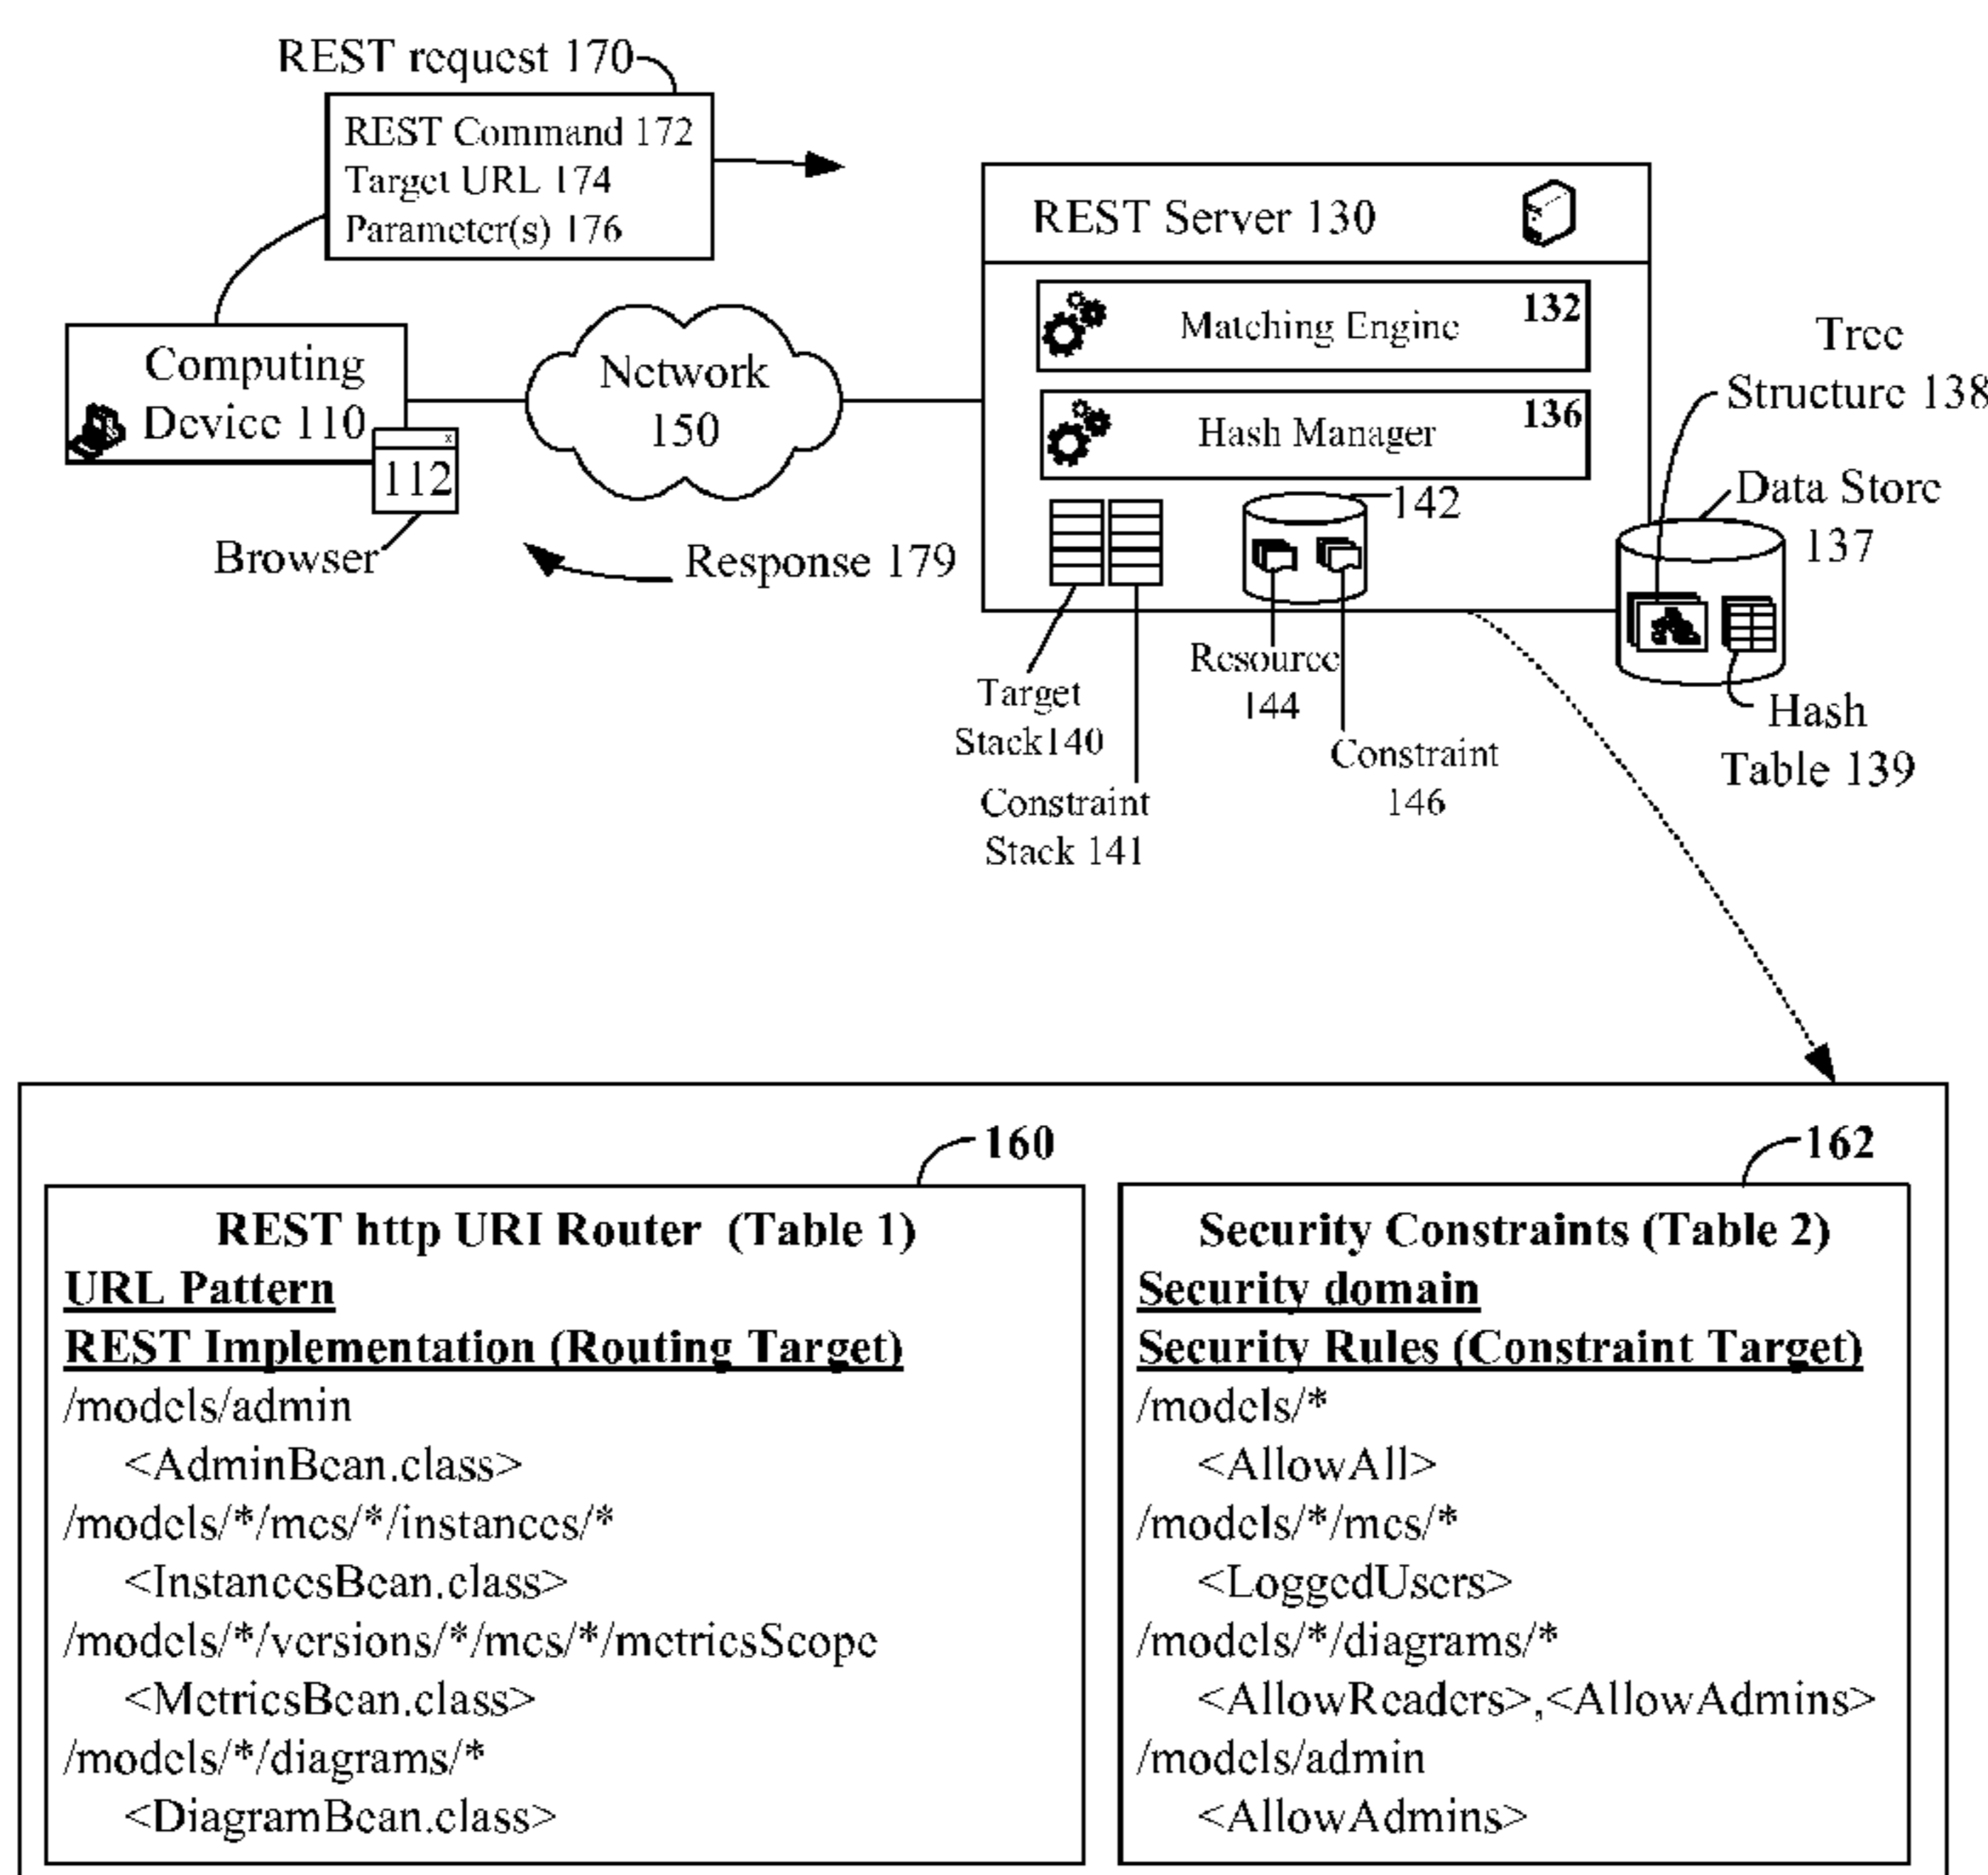 REST request 170
REST Command 172
Target URL 174
Parameter(s) 176
REST Server 130
Matching Engine 132
Hash Manager 136
Computing
Device 110
112
Browser
Network
150
Response 179
Tree
Structure 138
Data Store
137
142
Resource
144
Target
Stack140
Constraint
146
Constraint
Stack 141
Hash
Table 139
160
162
REST http URI Router (Table 1)
URL Pattern
REST Implementation (Routing Target)
/models/admin
<AdminBean.class>
/models/*/mcs/*/instances/*
<InstancesBean.class>
/models/*/versions/*/mcs/*/metricsScope
<MetricsBean.class>
/models/*/diagrams/*
<DiagramBean.class>
Security Constraints (Table 2)
Security domain
Security Rules (Constraint Target)
/models/*
<AllowAll>
/models/*/mcs/*
<LoggedUsers>
/models/*/diagrams/*
<AllowReaders>,<AllowAdmins>
/models/admin
<AllowAdmins>